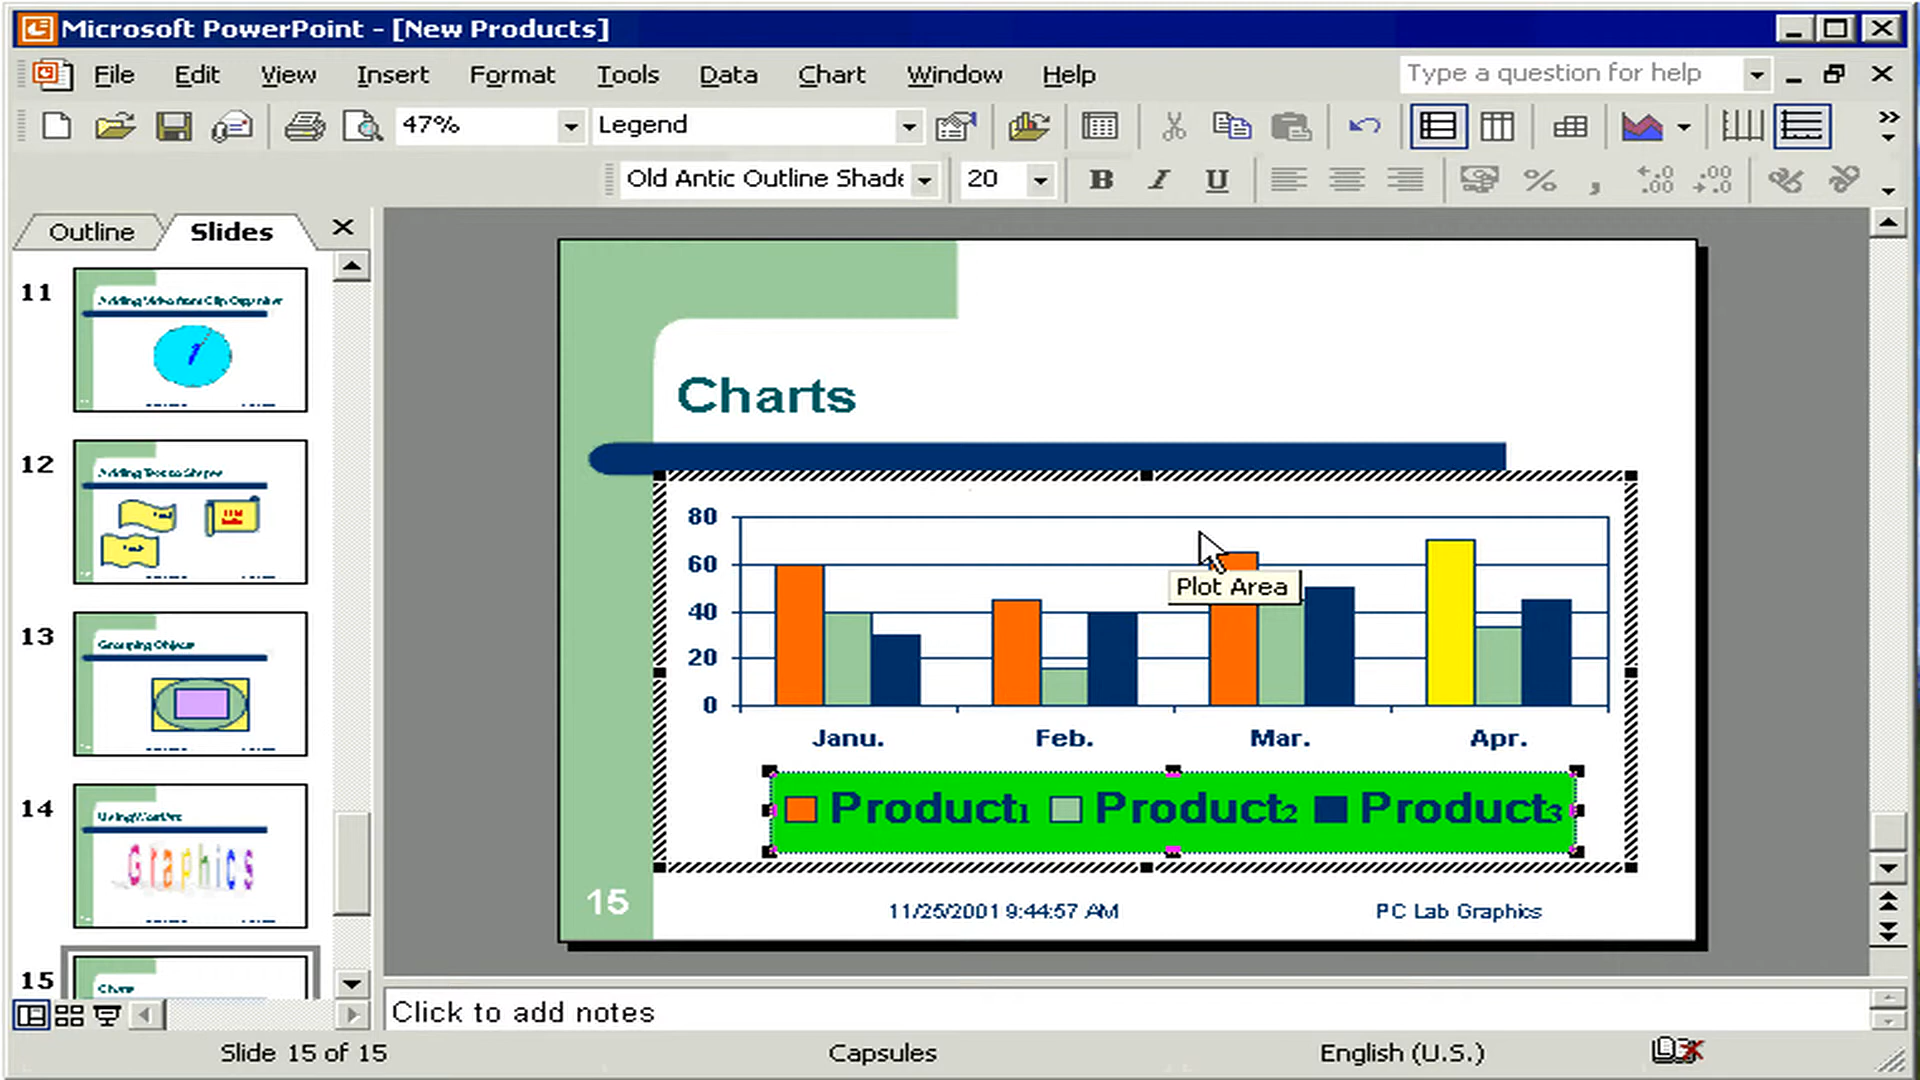 Microsoft PowerPoint - [New Products]
File Edit View Insert Format Tools Data Chart Window Help Type a question for help
47% Legend
Old Antic Outline Shade 20 B I U % , .00 .00
Outline Slides
11
12
13
14
Graphics
15
Charts
80
60
40
20
0
Plot Area
Janu. Feb. Mar. Apr.
Product1 Product2 Product3
15 11/25/2001 9:44:57 AM PC Lab Graphics
Click to add notes
Slide 15 of 15 Capsules English (U.S.)